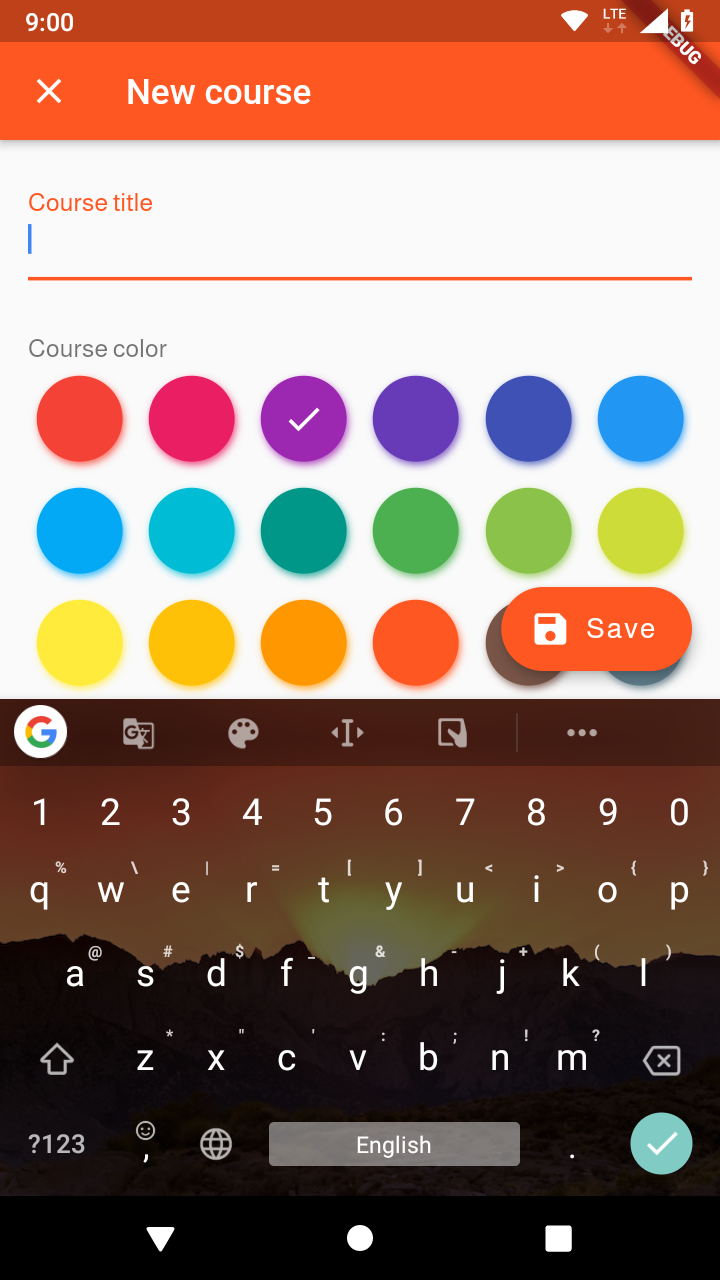 9:00 LTE
EBUG
New course
Course title
Course color
Save
G
1 2 3 4 5 6 7 8 9 0
% \ | = [ ] < > { }
q w e r t y u i o p
@ # $ _ & - + ( )
a s d f g h j k l
* " ' : ; ! ?
z x c v b n m
?123 , English .